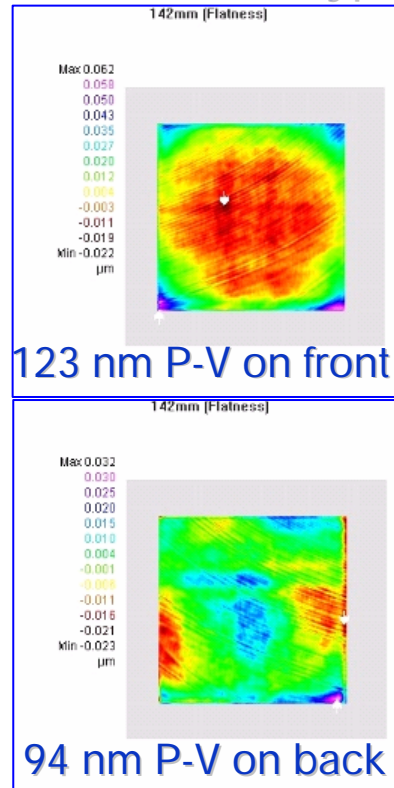 142mm (Flatness)
Max 0.062
0.058
0.050
0.043
0.035
0.027
0.020
0.012
0.004
-0.003
-0.011
-0.019
Min -0.022
µm
123 nm P-V on front
142mm (Flatness)
Max 0.032
0.030
0.025
0.020
0.015
0.010
0.004
-0.001
-0.006
-0.011
-0.016
-0.021
Min -0.023
µm
94 nm P-V on back